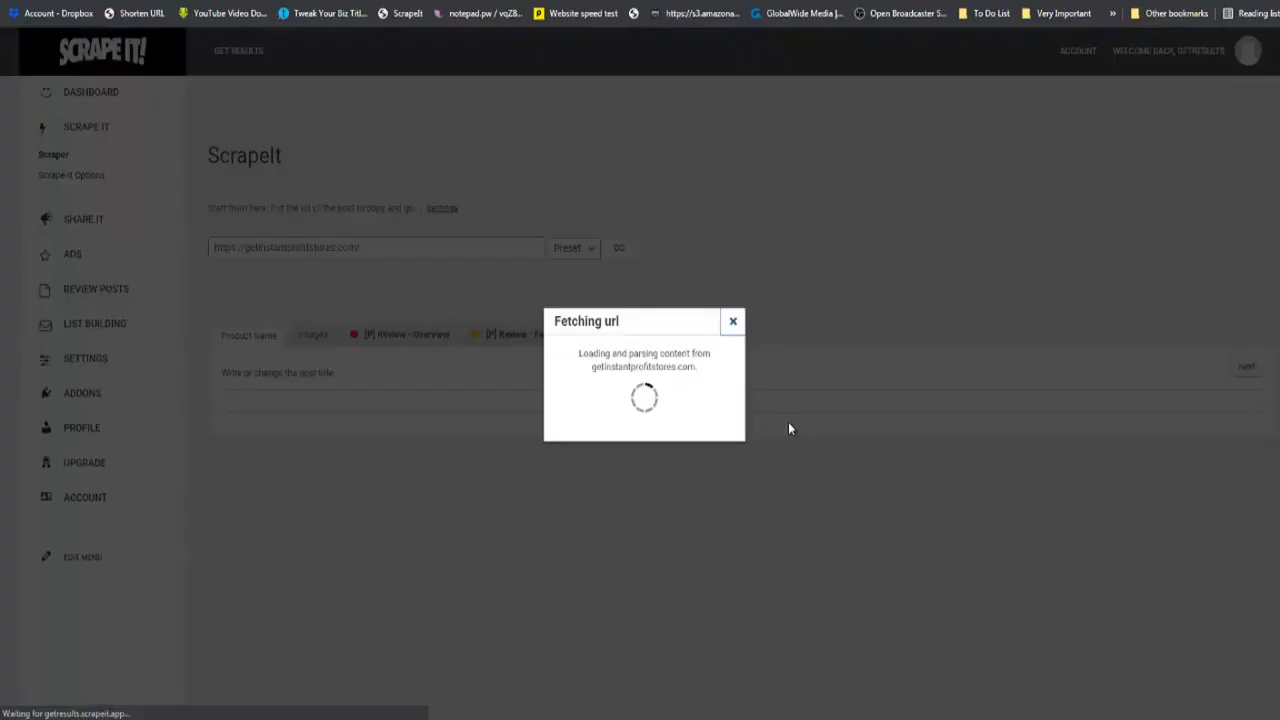 Account - Dropbox Shorten URL YouTube Video Do... Tweak Your Biz Titl... ScrapeIt notepad.pw / vqZ8... Website speed test https://s3.amazona... GlobalWide Media |... Open Broadcaster S... To Do List Very Important » Other bookmarks Reading list
SCRAPE IT! GET RESULTS ACCOUNT WELCOME BACK, GETRESULTS
DASHBOARD
SCRAPE IT
Scraper
Scrape It Options
SHARE IT
ADS
REVIEW POSTS
LIST BUILDING
SETTINGS
ADDONS
PROFILE
UPGRADE
ACCOUNT
EDIT MENU
ScrapeIt
Start from here. Put the url of the post to copy and go. | settings
https://getinstantprofitstores.com/ Preset GO
Product Name Images [P] Review - Overview [P] Review - Fe
Write or change the post title Next
Fetching url ×
Loading and parsing content from
getinstantprofitstores.com.
Waiting for getresults.scrapeit.app...